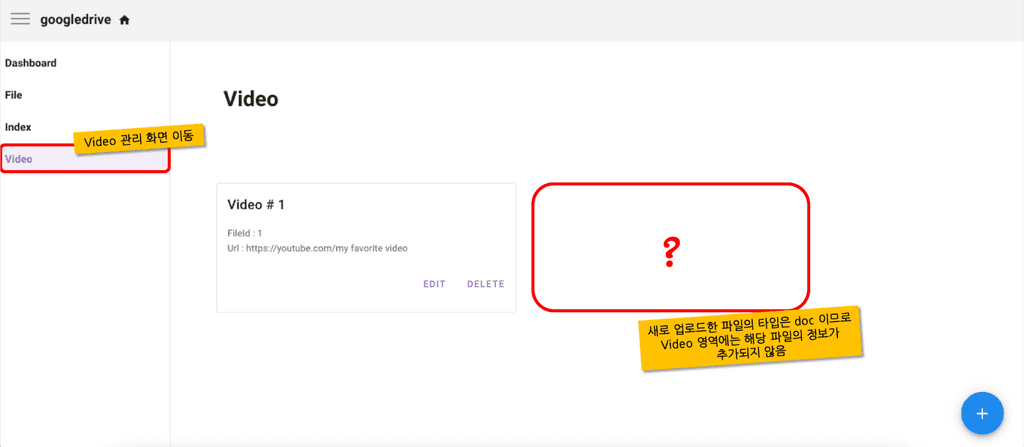 googledrive
Dashboard
File
Index
Video
Video 관리 화면 이동
Video
Video # 1
FileId : 1
Url : https://youtube.com/my favorite video
EDIT DELETE
?
새로 업로드한 파일의 타입은 doc 이므로
Video 영역에는 해당 파일의 정보가
추가되지 않음
+